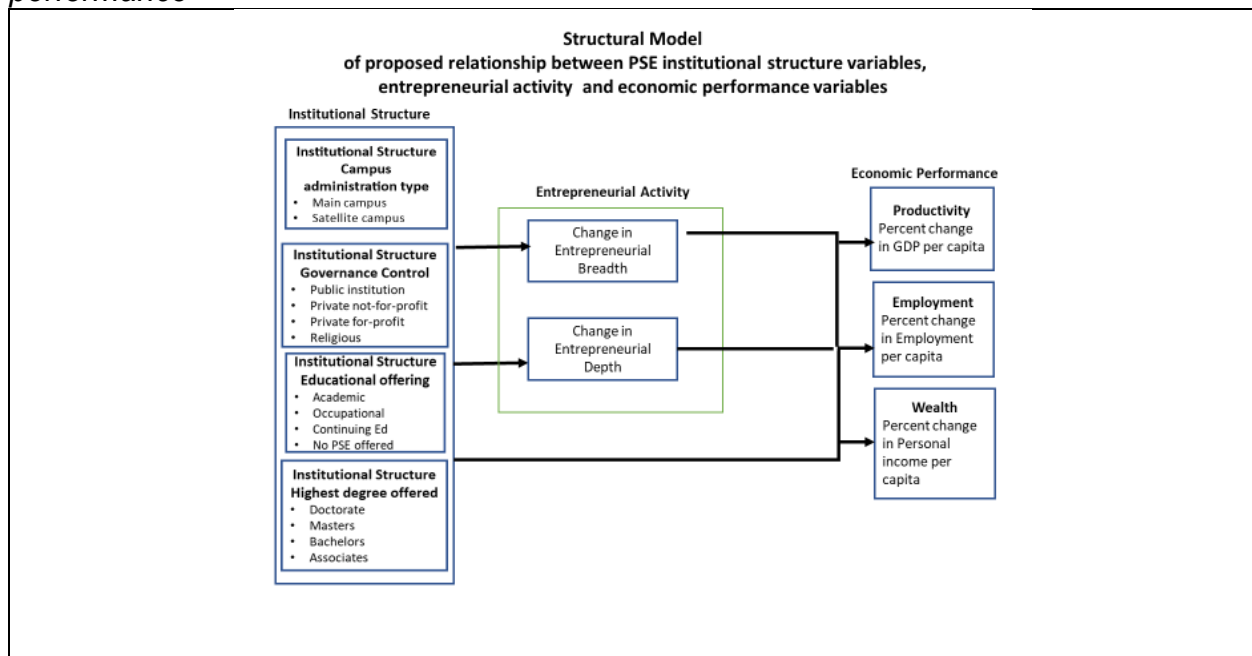 performance
Structural Model
of proposed relationship between PSE institutional structure variables,
entrepreneurial activity and economic performance variables
Institutional Structure
Institutional Structure
Campus
administration type
• Main campus
• Satellite campus
Institutional Structure
Governance Control
• Public institution
• Private not-for-profit
• Private for-profit
• Religious
Institutional Structure
Educational offering
• Academic
• Occupational
• Continuing Ed
• No PSE offered
Institutional Structure
Highest degree offered
• Doctorate
• Masters
• Bachelors
• Associates
Entrepreneurial Activity
Change in
Entrepreneurial
Breadth
Change in
Entrepreneurial
Depth
Economic Performance
Productivity
Percent change
in GDP per capita
Employment
Percent change
in Employment
per capita
Wealth
Percent change
in Personal
income per
capita